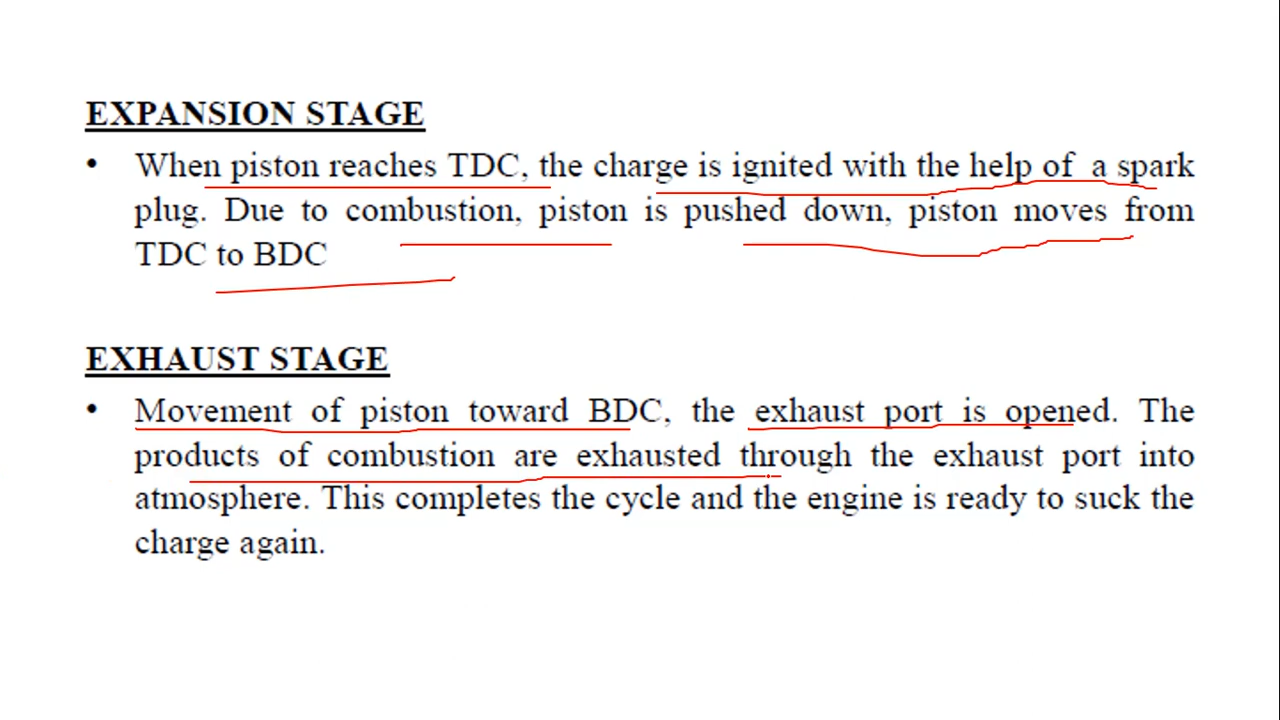 EXPANSION STAGE
• When piston reaches TDC, the charge is ignited with the help of a spark
plug. Due to combustion, piston is pushed down, piston moves from
TDC to BDC
EXHAUST STAGE
• Movement of piston toward BDC, the exhaust port is opened. The
products of combustion are exhausted through the exhaust port into
atmosphere. This completes the cycle and the engine is ready to suck the
charge again.